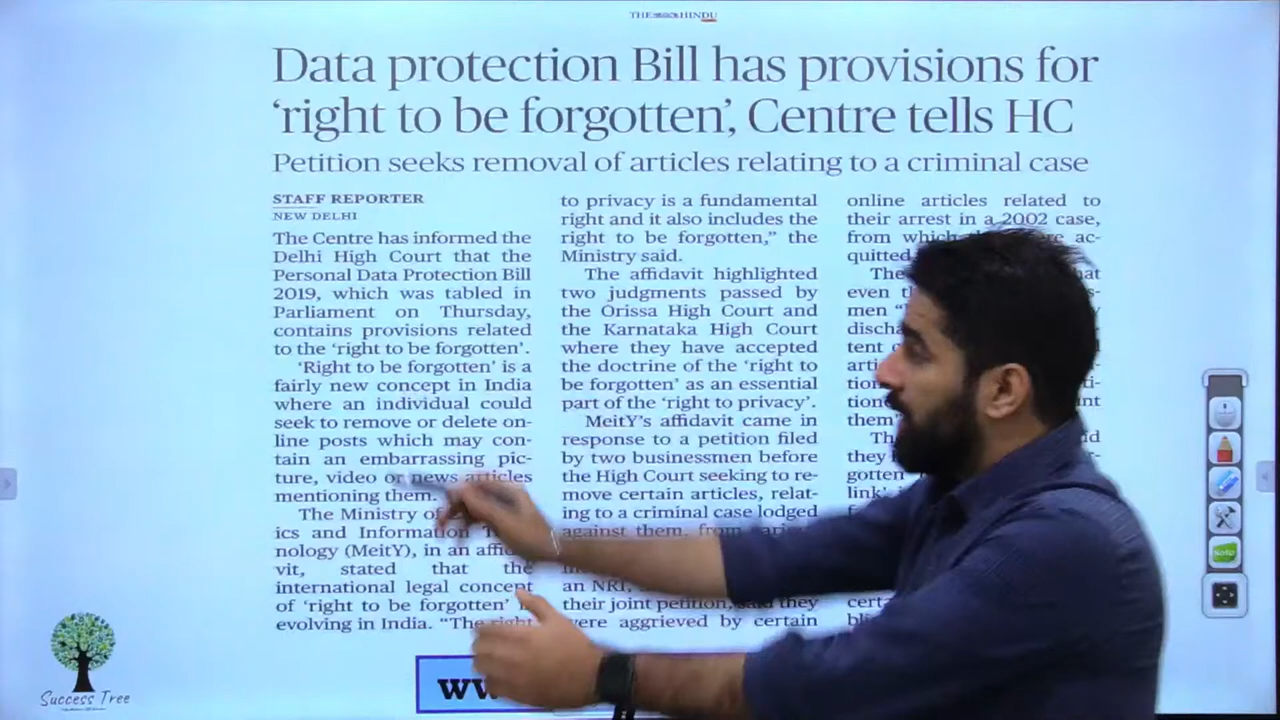 THE HINDU
Data protection Bill has provisions for
‘right to be forgotten’, Centre tells HC
Petition seeks removal of articles relating to a criminal case
STAFF REPORTER
NEW DELHI
The Centre has informed the
Delhi High Court that the
Personal Data Protection Bill
2019, which was tabled in
Parliament on Thursday,
contains provisions related
to the ‘right to be forgotten’.
‘Right to be forgotten’ is a
fairly new concept in India
where an individual could
seek to remove or delete on-
line posts which may con-
tain an embarrassing pic-
ture, video or news articles
mentioning them.
The Ministry of
ics and Information
nology (MeitY), in an
vit, stated that the
international legal concept
of ‘right to be forgotten’
evolving in India. “The right
to privacy is a fundamental
right and it also includes the
right to be forgotten,” the
Ministry said.
The affidavit highlighted
two judgments passed by
the Orissa High Court and
the Karnataka High Court
where they have accepted
the doctrine of the ‘right to
be forgotten’ as an essential
part of the ‘right to privacy’.
MeitY’s affidavit came in
response to a petition filed
by two businessmen before
the High Court seeking to re-
move certain articles, relat-
ing to a criminal case lodged
against them, from
an NRI,
their joint petition, said they
were aggrieved by certain
online articles related to
their arrest in a 2002 case,
from which ac-
quitted
even
they
Success Tree